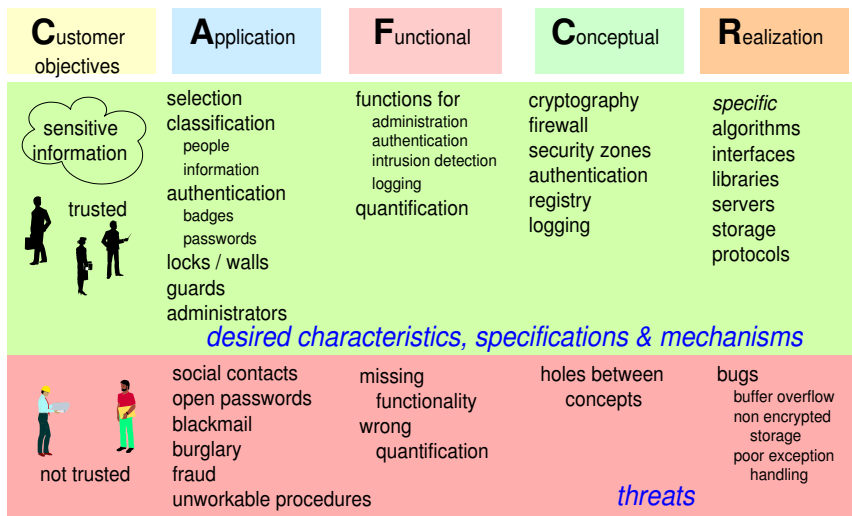 Customer
objectives
Application
Functional
Conceptual
Realization
sensitive
information
trusted
selection
classification
people
information
authentication
badges
passwords
locks / walls
guards
administrators
functions for
administration
authentication
intrusion detection
logging
quantification
cryptography
firewall
security zones
authentication
registry
logging
specific
algorithms
interfaces
libraries
servers
storage
protocols
desired characteristics, specifications & mechanisms
not trusted
social contacts
open passwords
blackmail
burglary
fraud
unworkable procedures
missing
functionality
wrong
quantification
holes between
concepts
bugs
buffer overflow
non encrypted
storage
poor exception
handling
threats